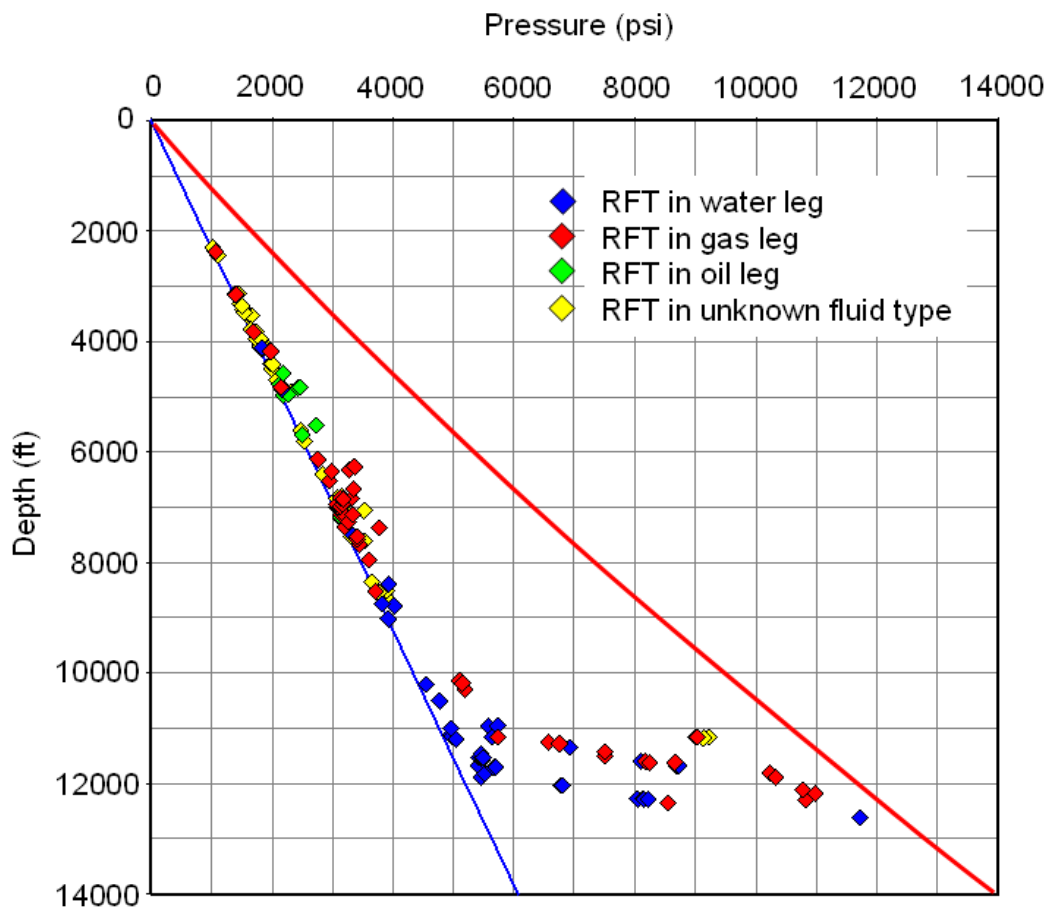 Pressure (psi)
0 2000 4000 6000 8000 10000 12000 14000
0
2000
4000
6000
8000
10000
12000
14000
Depth (ft)
RFT in water leg
RFT in gas leg
RFT in oil leg
RFT in unknown fluid type